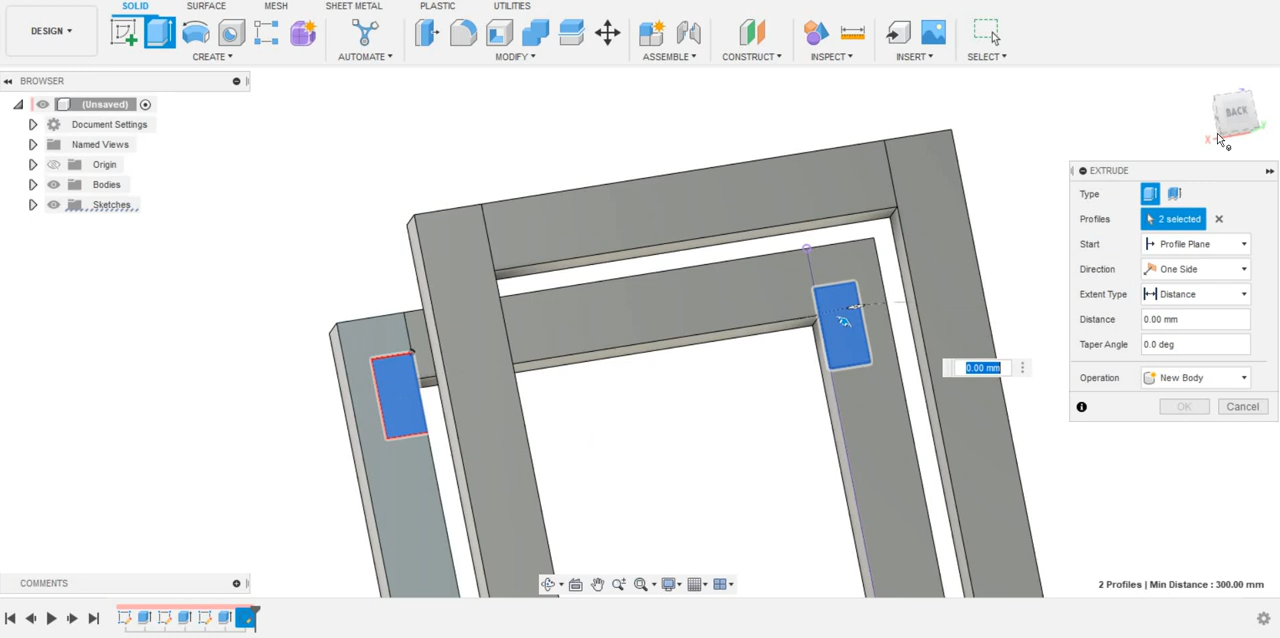 SOLID SURFACE MESH SHEET METAL PLASTIC UTILITIES
DESIGN ▾
CREATE ▾ AUTOMATE ▾ MODIFY ▾ ASSEMBLE ▾ CONSTRUCT ▾ INSPECT ▾ INSERT ▾ SELECT ▾
BROWSER
(Unsaved)
Document Settings
Named Views
Origin
Bodies
Sketches
BACK
X
Y
EXTRUDE
Type
Profiles 2 selected
Start Profile Plane
Direction One Side
Extent Type Distance
Distance 0.00 mm
Taper Angle 0.0 deg
Operation New Body
OK Cancel
0.00 mm
COMMENTS
2 Profiles | Min Distance : 300.00 mm